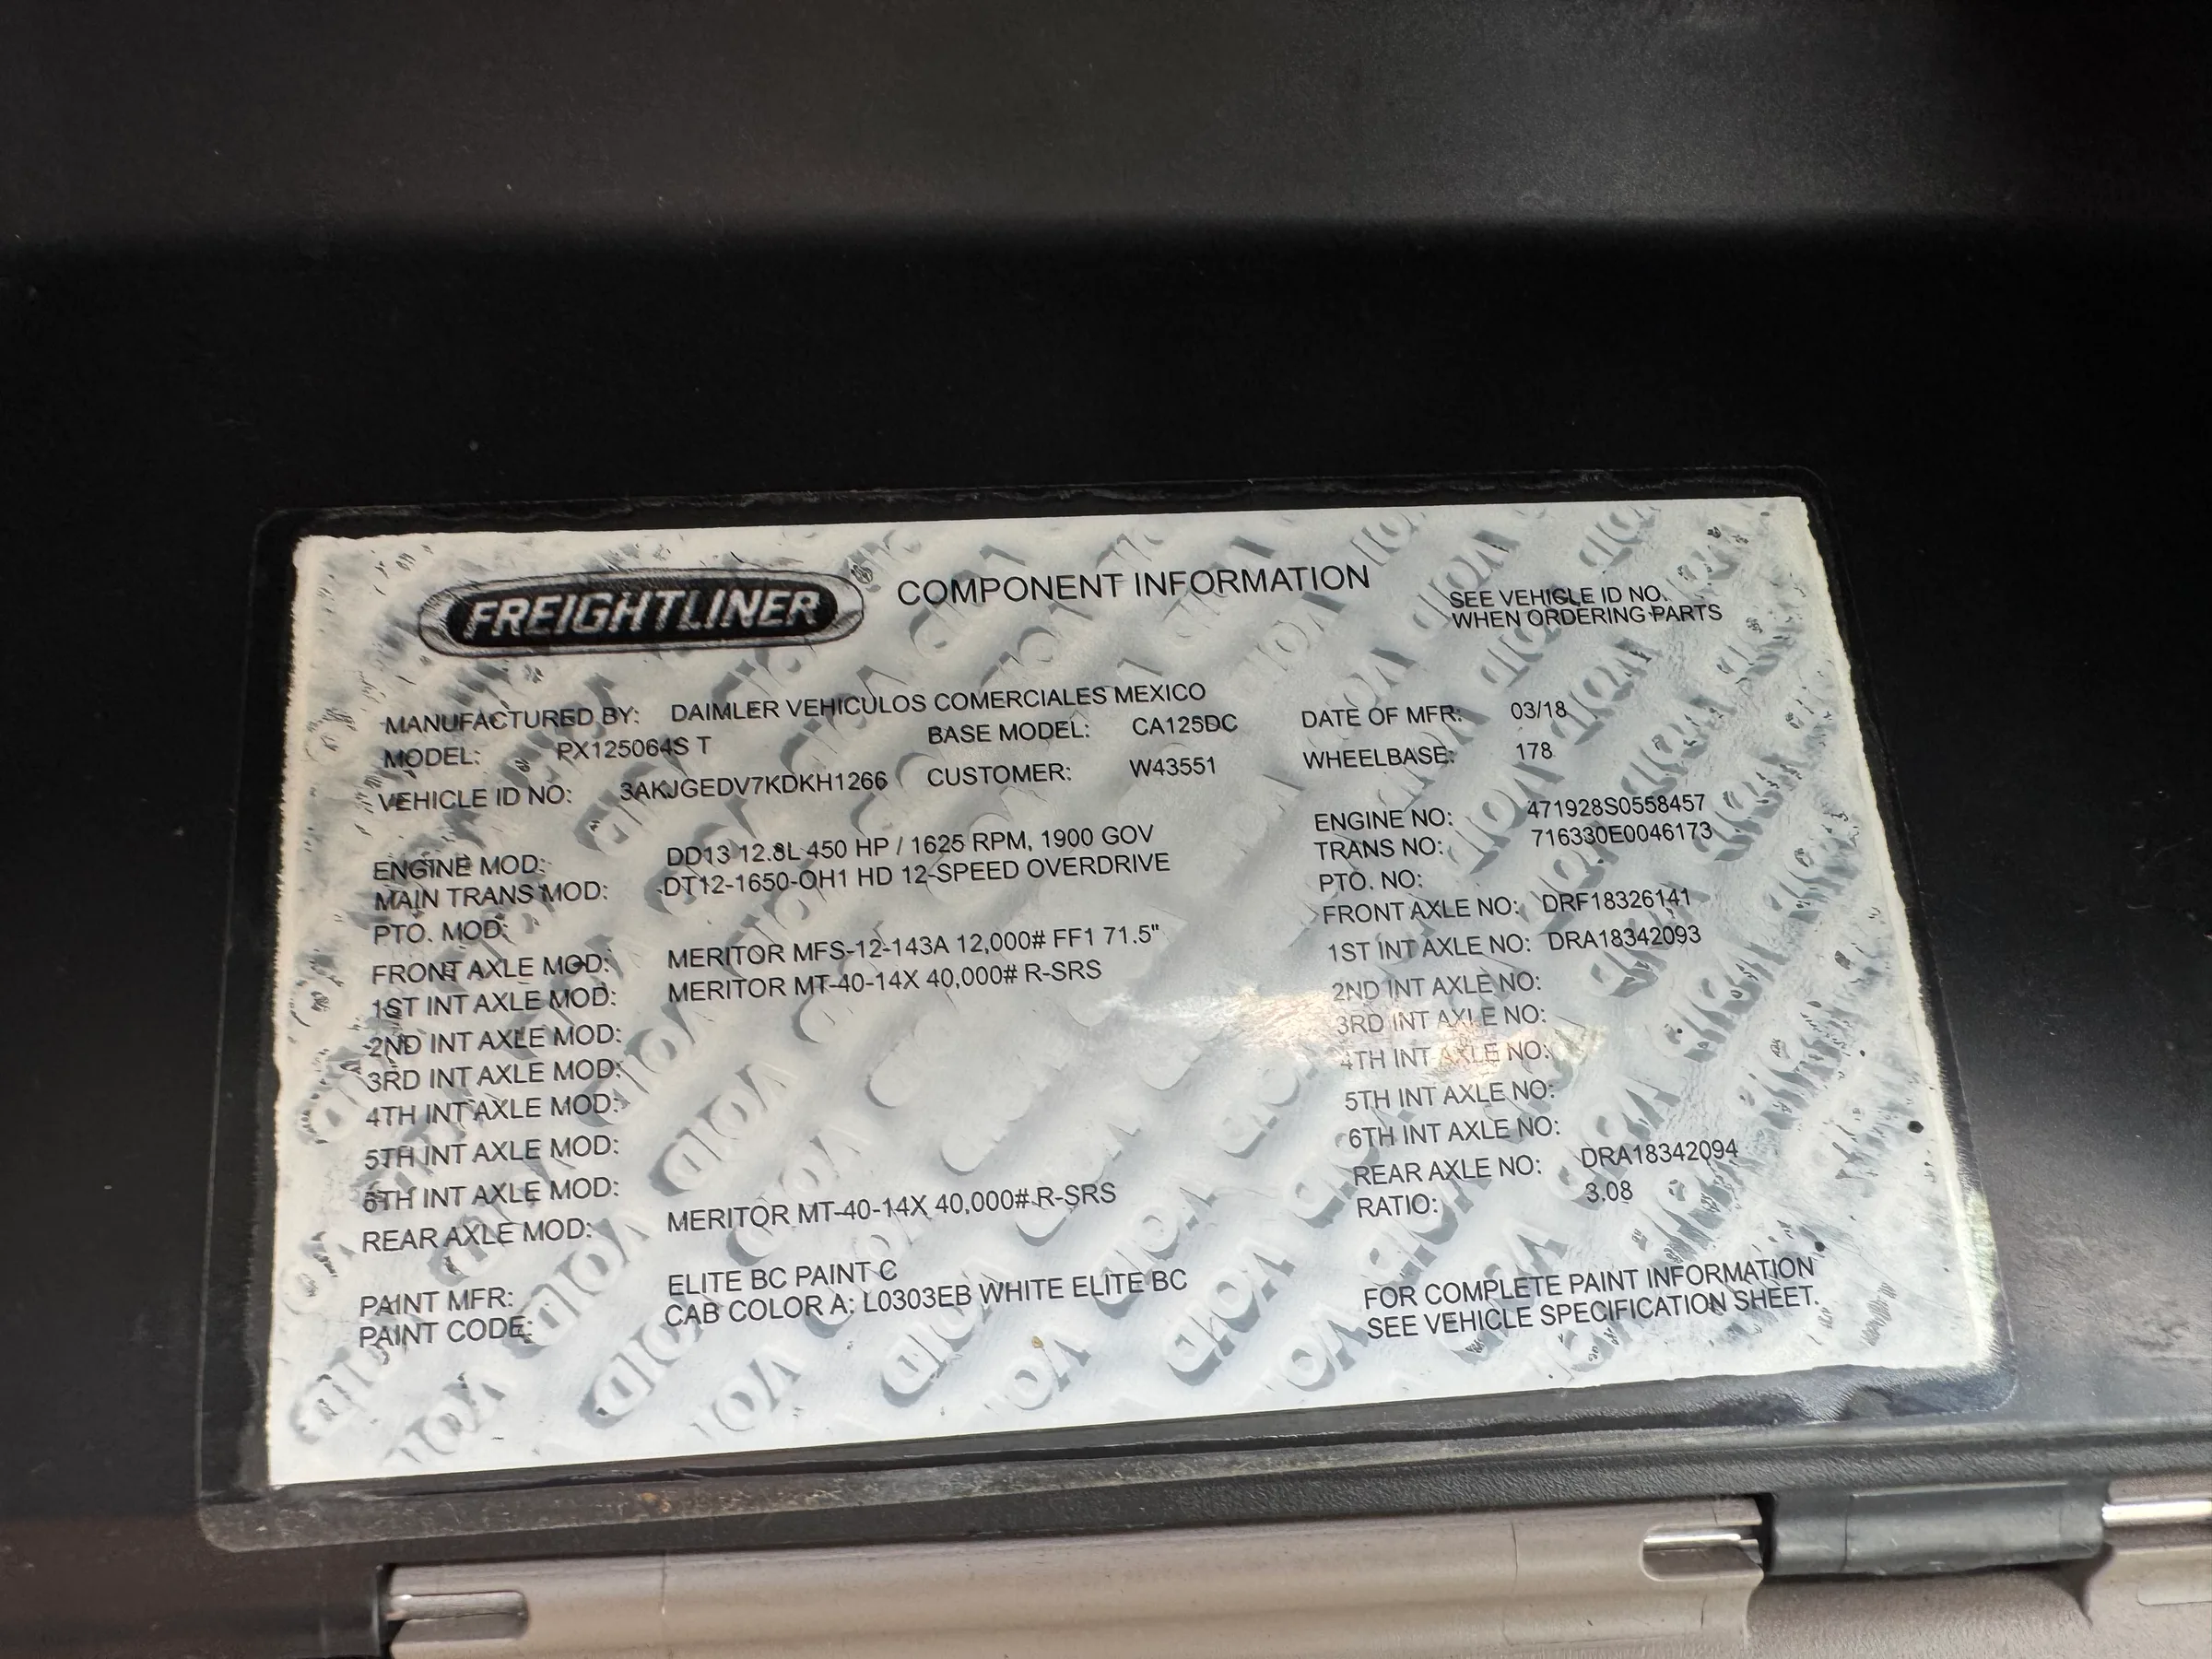 FREIGHTLINER® COMPONENT INFORMATION
SEE VEHICLE ID NO.
WHEN ORDERING PARTS
MANUFACTURED BY: DAIMLER VEHICULOS COMERCIALES MEXICO DATE OF MFR: 03/18
MODEL: PX125064S T BASE MODEL: CA125DC WHEELBASE: 178
VEHICLE ID NO: 3AKJGEDV7KDKH1266 CUSTOMER: W43551
ENGINE MOD: DD13 12.8L 450 HP / 1625 RPM, 1900 GOV ENGINE NO: 471928S0558457
MAIN TRANS MOD: DT12-1650-OH1 HD 12-SPEED OVERDRIVE TRANS NO: 716330E0046173
PTO. MOD: PTO. NO:
FRONT AXLE MOD: MERITOR MFS-12-143A 12,000# FF1 71.5" FRONT AXLE NO: DRF18326141
1ST INT AXLE MOD: MERITOR MT-40-14X 40,000# R-SRS 1ST INT AXLE NO: DRA18342093
2ND INT AXLE MOD: 2ND INT AXLE NO:
3RD INT AXLE MOD: 3RD INT AXLE NO:
4TH INT AXLE MOD: 4TH INT AXLE NO:
5TH INT AXLE MOD: 5TH INT AXLE NO:
6TH INT AXLE MOD: 6TH INT AXLE NO:
REAR AXLE MOD: MERITOR MT-40-14X 40,000# R-SRS REAR AXLE NO: DRA18342094
RATIO: 3.08
PAINT MFR: ELITE BC PAINT C
PAINT CODE: CAB COLOR A: L0303EB WHITE ELITE BC
FOR COMPLETE PAINT INFORMATION
SEE VEHICLE SPECIFICATION SHEET.
VOID